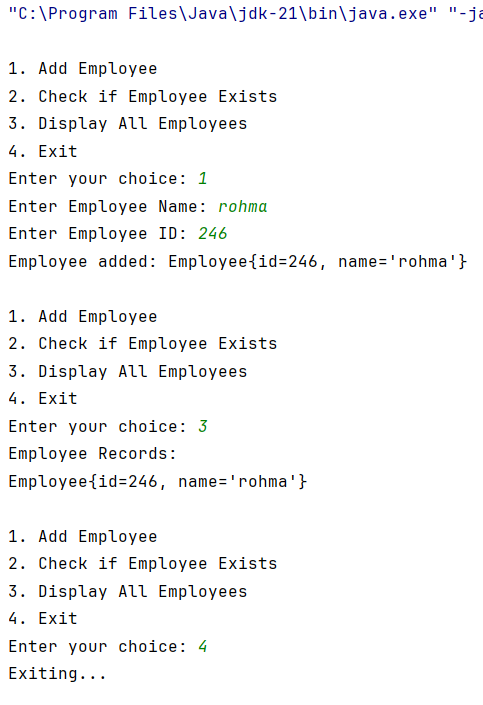 "C:\Program Files\Java\jdk-21\bin\java.exe" "-ja
1. Add Employee
2. Check if Employee Exists
3. Display All Employees
4. Exit
Enter your choice: 1
Enter Employee Name: rohma
Enter Employee ID: 246
Employee added: Employee{id=246, name='rohma'}
1. Add Employee
2. Check if Employee Exists
3. Display All Employees
4. Exit
Enter your choice: 3
Employee Records:
Employee{id=246, name='rohma'}
1. Add Employee
2. Check if Employee Exists
3. Display All Employees
4. Exit
Enter your choice: 4
Exiting...